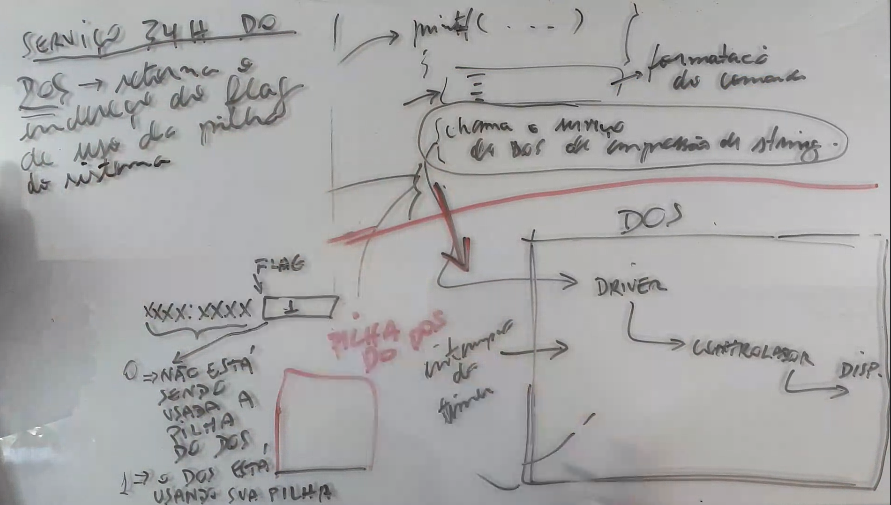 SERVIÇO 34H DO
DOS → retorna o
endereço do flag
de uso da pilha
do sistema
printf( .... )
formatação
do comando
chama o serviço
do DOS de impressão de string.
DOS
FLAG
XXXX:XXXX 1
DRIVER
CONTROLADOR
DISP.
PILHA DO DOS
interrupção
do
timer
0 ⇒ NÃO ESTÁ
SENDO
USADA A
PILHA
DO DOS
1 ⇒ O DOS ESTÁ
USANDO SUA PILHA